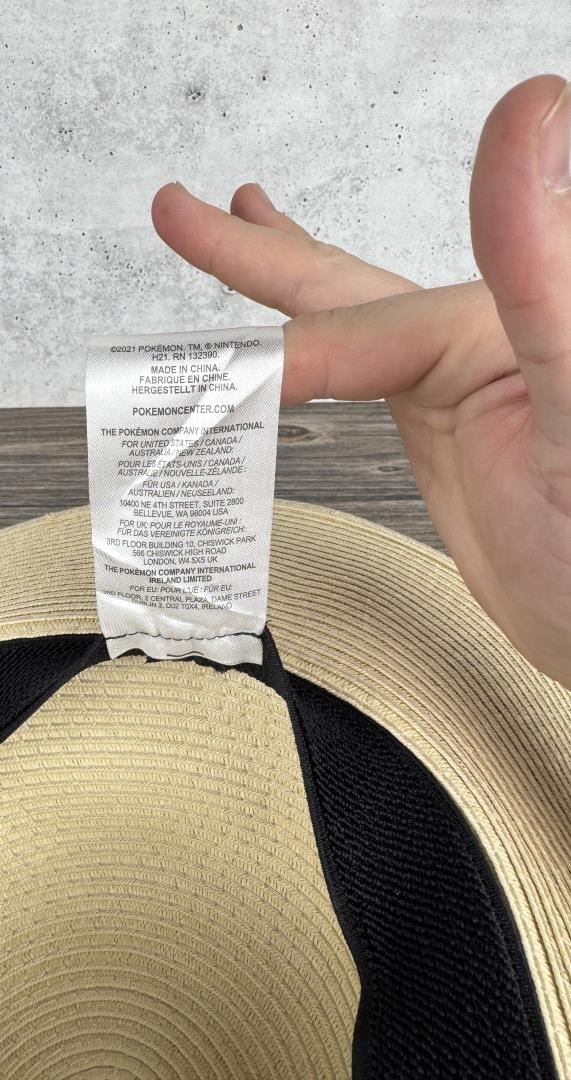 ©2021 POKÉMON. TM, ® NINTENDO.
H21. RN 132390.
MADE IN CHINA.
FABRIQUE EN CHINE.
HERGESTELLT IN CHINA.
POKEMONCENTER.COM
THE POKÉMON COMPANY INTERNATIONAL
FOR UNITED STATES / CANADA /
AUSTRALIA / NEW ZEALAND:
POUR LES ÉTATS-UNIS / CANADA /
AUSTRALIE / NOUVELLE-ZÉLANDE :
FÜR USA / KANADA /
AUSTRALIEN / NEUSEELAND:
10400 NE 4TH STREET, SUITE 2800
BELLEVUE, WA 98004 USA
FOR UK: POUR LE ROYAUME-UNI :
FÜR DAS VEREINIGTE KÖNIGREICH:
3RD FLOOR BUILDING 10, CHISWICK PARK
566 CHISWICK HIGH ROAD
LONDON, W4 5XS UK
THE POKÉMON COMPANY INTERNATIONAL
IRELAND LIMITED
FOR EU: POUR L'UE : FÜR EU:
3RD FLOOR, 2 CENTRAL PLAZA, DAME STREET
DUBLIN 2, D02 T0X4, IRELAND